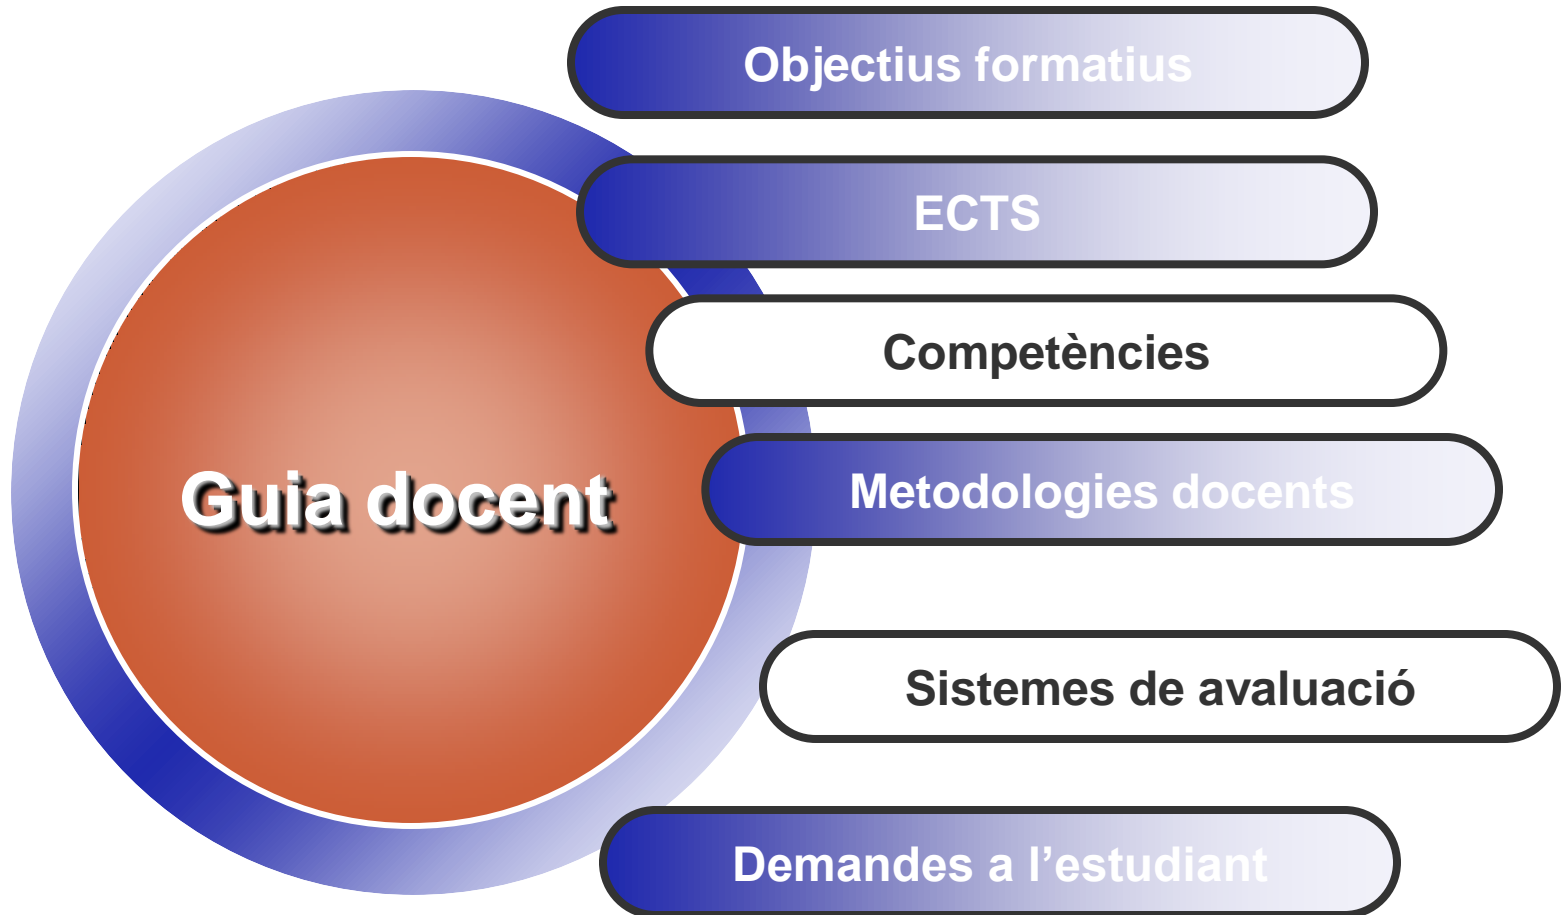 Objectius formatius
ECTS
Competències
Guia docent
Metodologies docents
Sistemes de avaluació
Demandes a l’estudiant